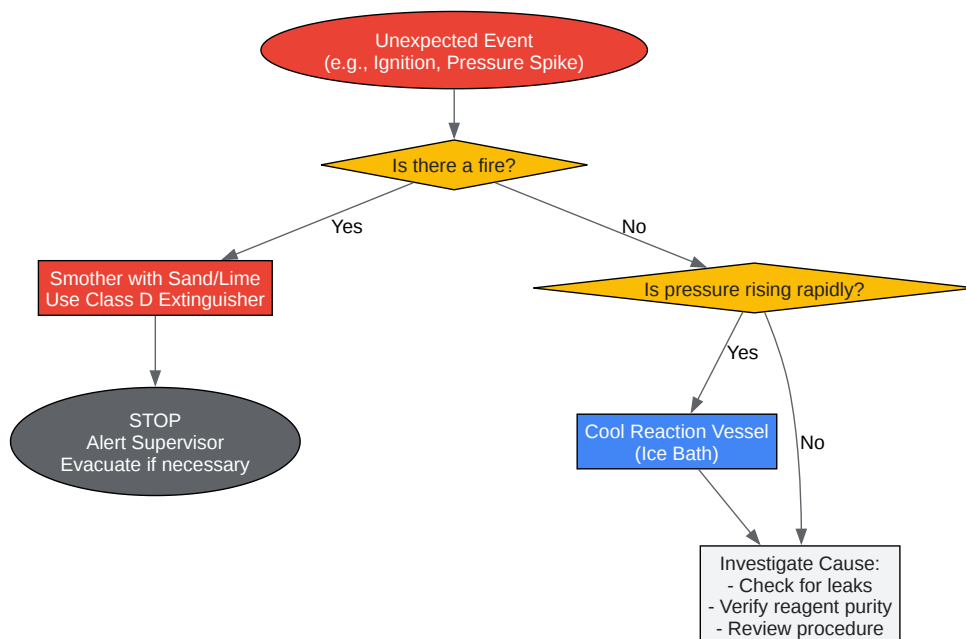 Unexpected Event
(e.g., Ignition, Pressure Spike)
Is there a fire?
Yes
No
Smother with Sand/Lime
Use Class D Extinguisher
Is pressure rising rapidly?
STOP
Alert Supervisor
Evacuate if necessary
Yes
No
Cool Reaction Vessel
(Ice Bath)
Investigate Cause:
- Check for leaks
- Verify reagent purity
- Review procedure